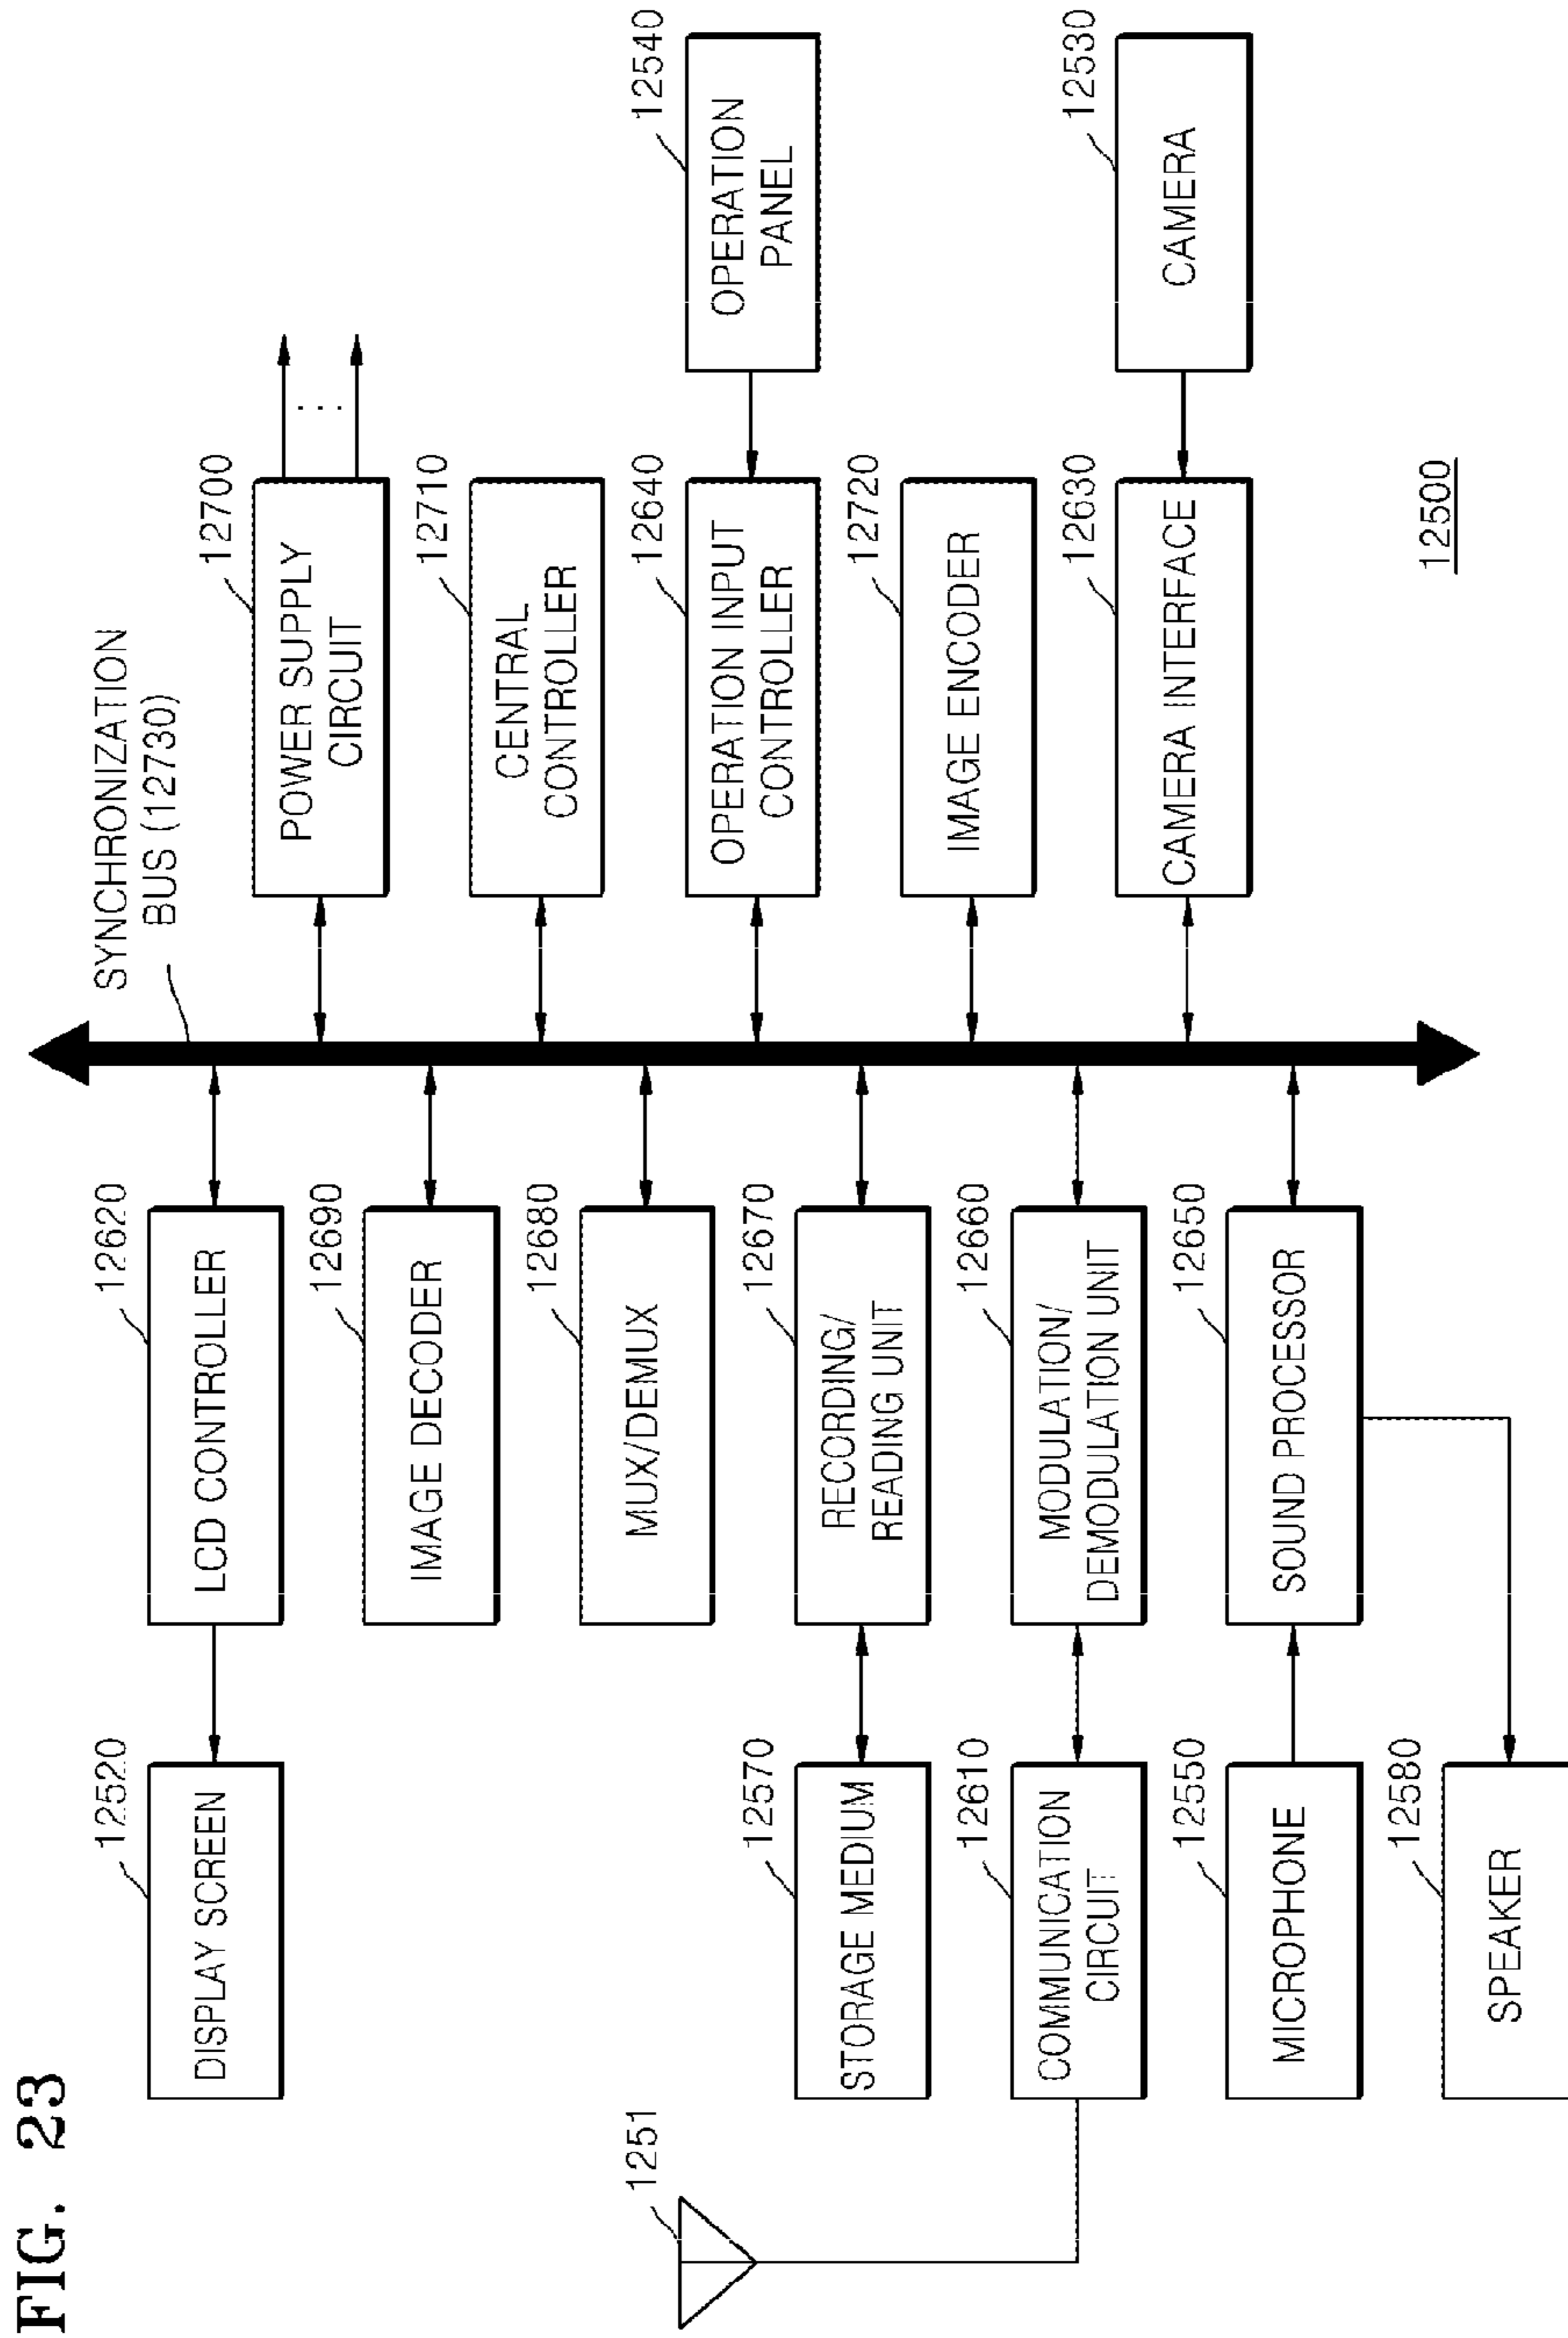 FIG. 23
12520
DISPLAY SCREEN
12620
LCD CONTROLLER
12690
IMAGE DECODER
12680
MUX/DEMUX
12570
STORAGE MEDIUM
12670
RECORDING/
READING UNIT
1251
12610
COMMUNICATION
CIRCUIT
12660
MODULATION/
DEMODULATION UNIT
12550
MICROPHONE
12650
SOUND PROCESSOR
12580
SPEAKER
SYNCHRONIZATION
BUS (12730)
12700
POWER SUPPLY
CIRCUIT
...
12710
CENTRAL
CONTROLLER
12640
OPERATION INPUT
CONTROLLER
12540
OPERATION
PANEL
12720
IMAGE ENCODER
12630
CAMERA INTERFACE
12530
CAMERA
12500